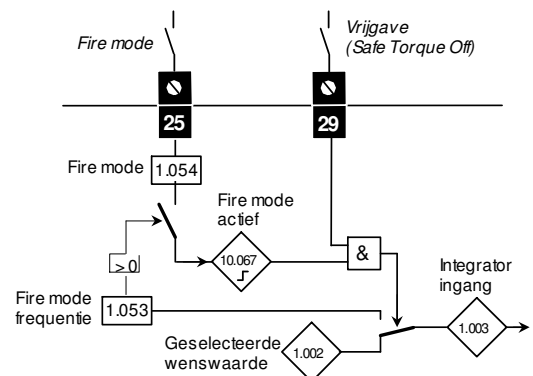 Fire mode
Vrijgave
(Safe Torque Off)
25
29
Fire mode
1.054
Fire mode
actief
10.067
&
> 0
Integrator
ingang
Fire mode
frequentie
1.053
1.003
Geselecteerde
wenswaarde
1.002